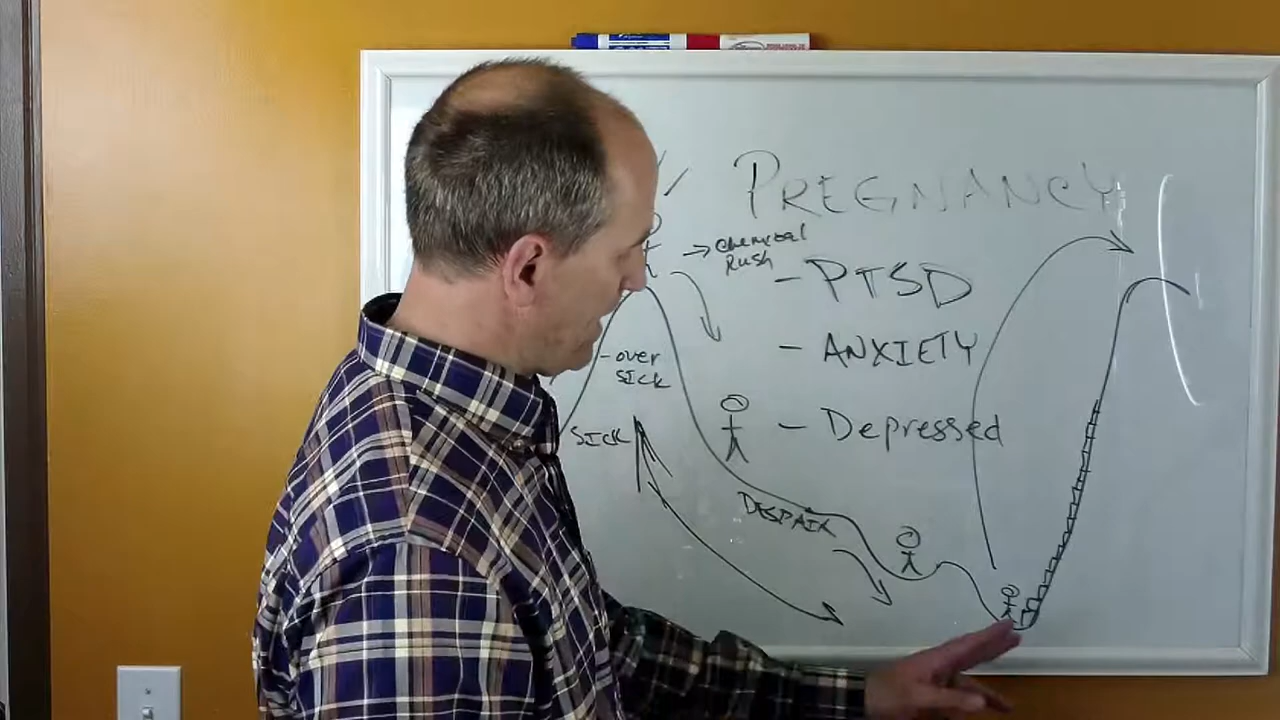 PREGNANCY
→ Chemical
Rush
- PTSD
- over
SICK
- ANXIETY
SICK
- Depressed
DESPAIR